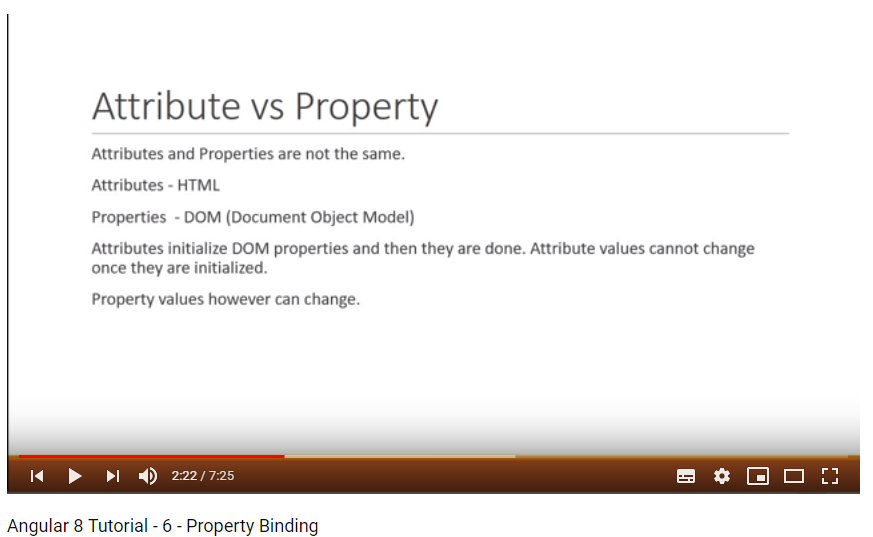 Attribute vs Property
Attributes and Properties are not the same.
Attributes - HTML
Properties - DOM (Document Object Model)
Attributes initialize DOM properties and then they are done. Attribute values cannot change
once they are initialized.
Property values however can change.
2:22 / 7:25
Angular 8 Tutorial - 6 - Property Binding